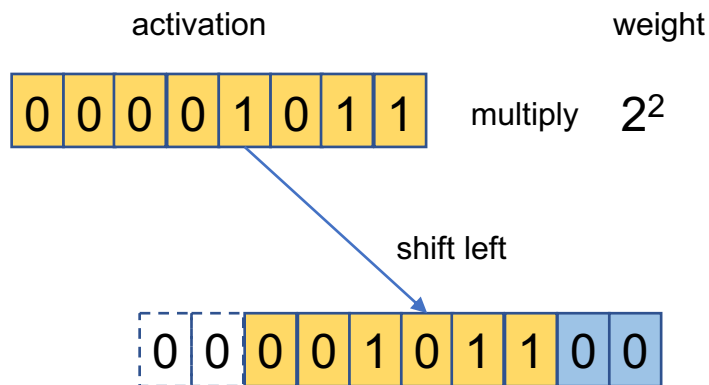 activation weight
0 0 0 0 1 0 1 1 multiply 2²
shift left
0 0 0 0 1 0 1 1 0 0